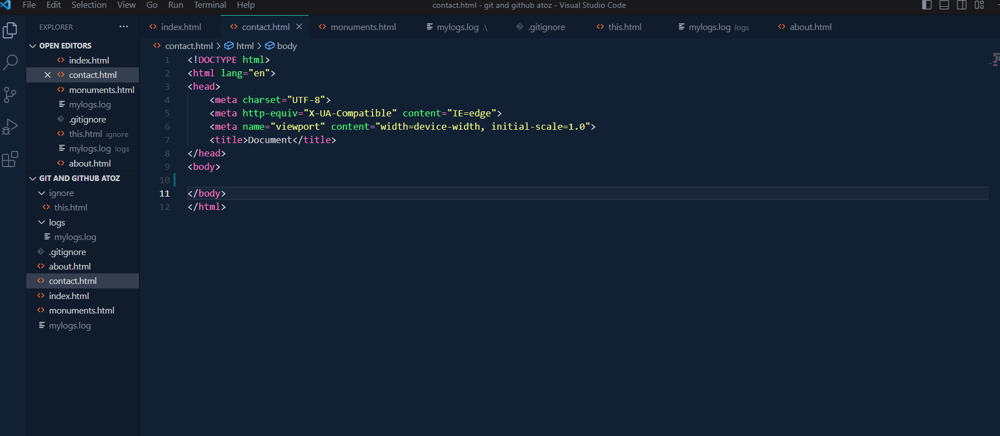 File Edit Selection View Go Run Terminal Help
contact.html - git and github atoz - Visual Studio Code
EXPLORER ···
OPEN EDITORS
index.html
contact.html
monuments.html
mylogs.log
.gitignore
this.html ignore
mylogs.log logs
about.html
GIT AND GITHUB ATOZ
ignore
this.html
logs
mylogs.log
.gitignore
about.html
contact.html
index.html
monuments.html
mylogs.log
index.html contact.html monuments.html mylogs.log .\ .gitignore this.html mylogs.log logs about.html
contact.html > html > body
1 <!DOCTYPE html>
2 <html lang="en">
3 <head>
4 <meta charset="UTF-8">
5 <meta http-equiv="X-UA-Compatible" content="IE=edge">
6 <meta name="viewport" content="width=device-width, initial-scale=1.0">
7 <title>Document</title>
8 </head>
9 <body>
10
11 </body>
12 </html>